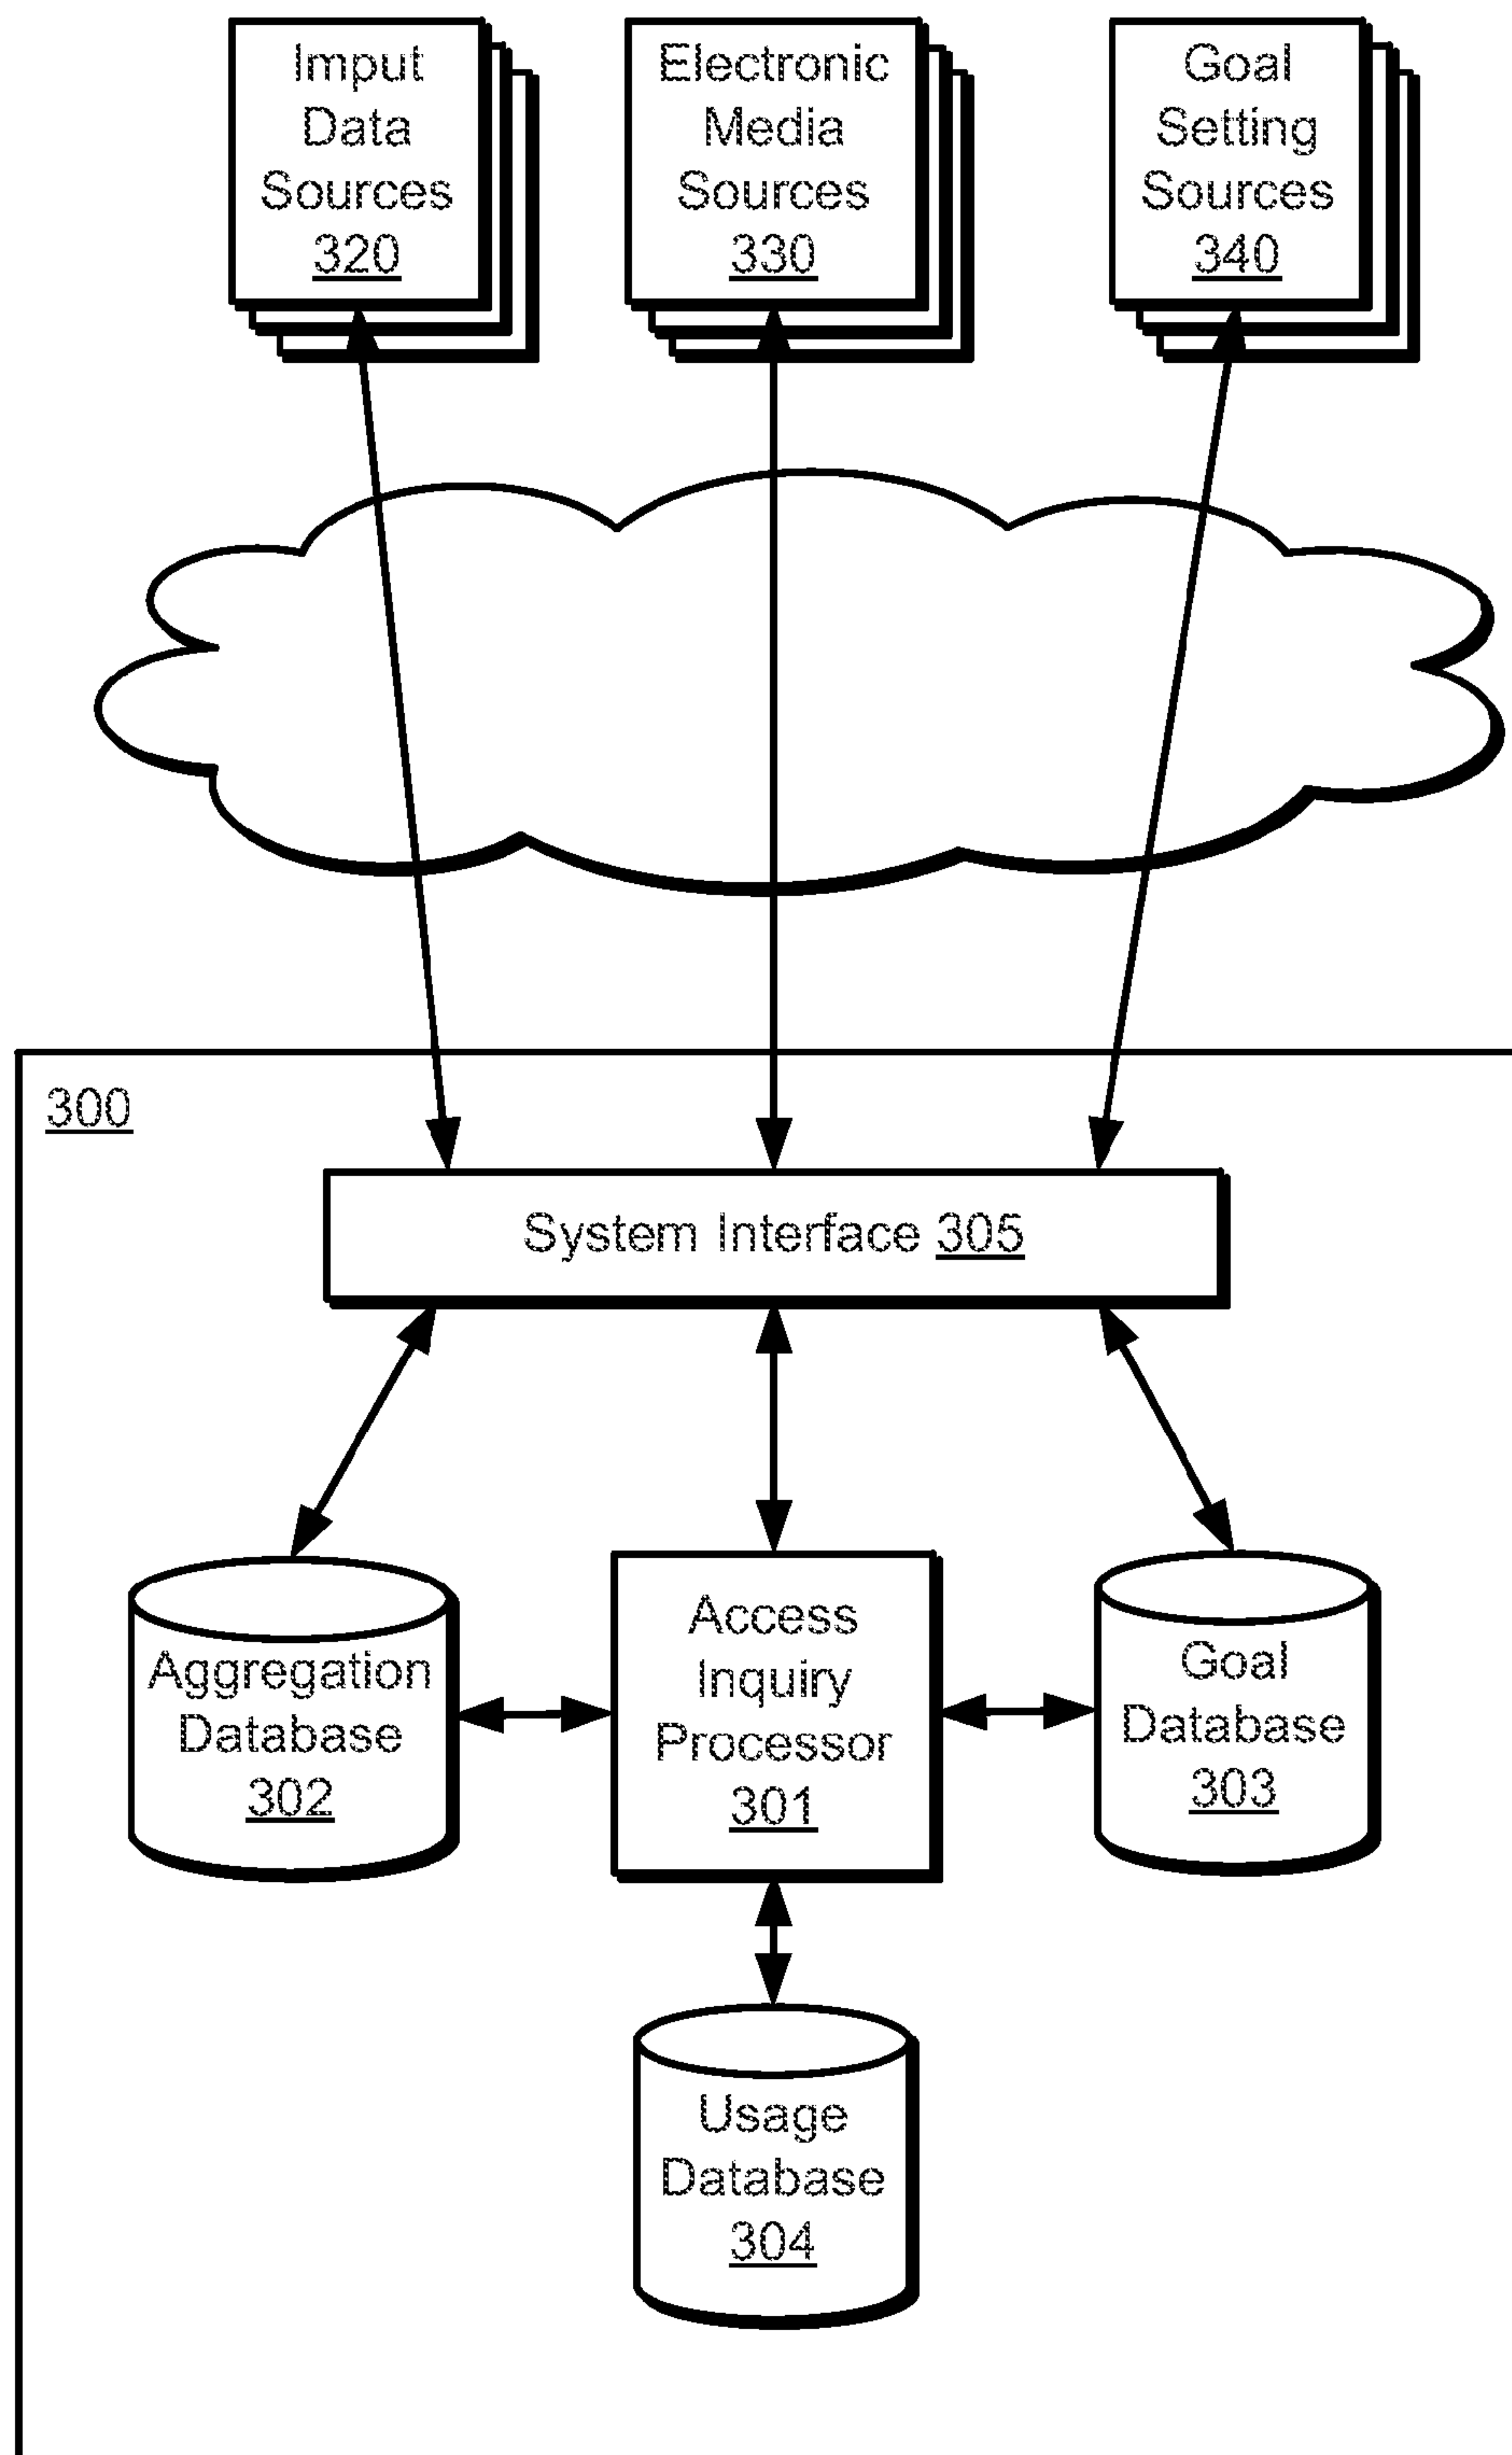 Imput
Data
Sources
320
Electronic
Media
Sources
330
Goal
Setting
Sources
340
300
System Interface 305
Aggregation
Database
302
Access
Inquiry
Processor
301
Goal
Database
303
Usage
Database
304